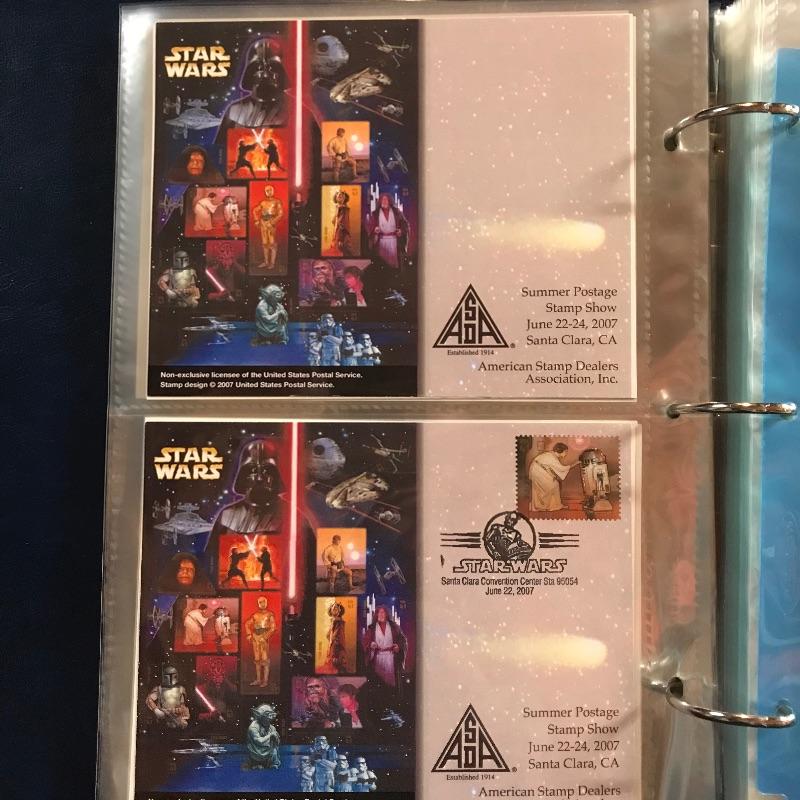 STAR
WARS
Non-exclusive licensee of the United States Postal Service.
Stamp design © 2007 United States Postal Service.
ASDA®
Established 1914
Summer Postage
Stamp Show
June 22-24, 2007
Santa Clara, CA
American Stamp Dealers
Association, Inc.
STAR
WARS
STAR WARS
Santa Clara Convention Center Sta 95054
June 22, 2007
ASDA®
Established 1914
Summer Postage
Stamp Show
June 22-24, 2007
Santa Clara, CA
American Stamp Dealers